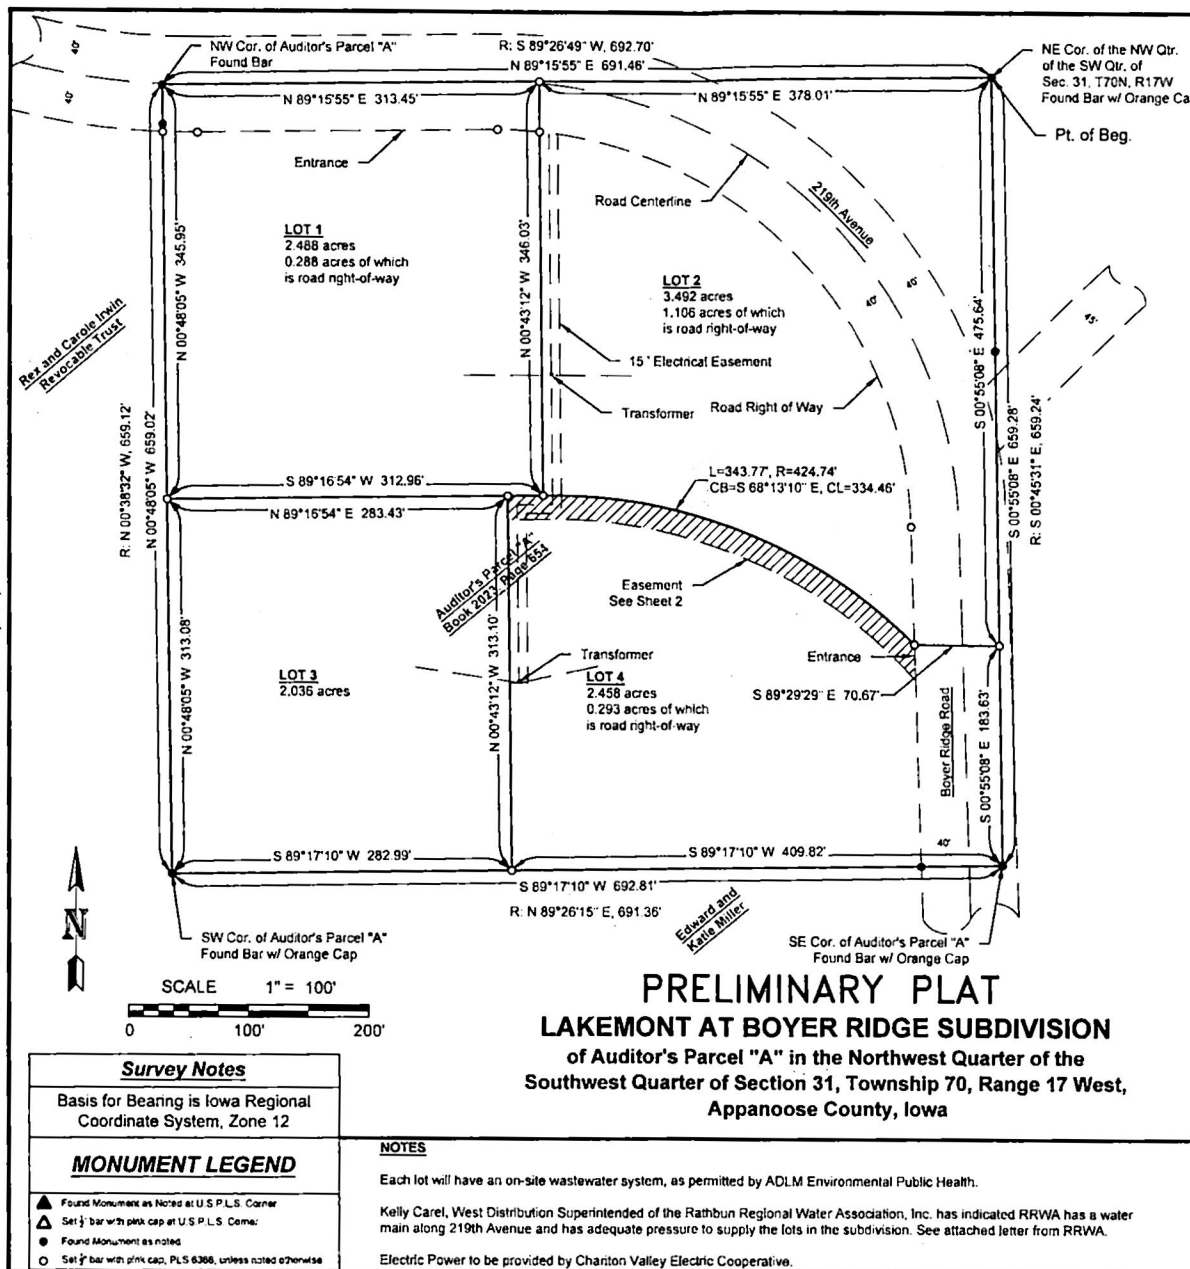 NW Cor. of Auditor's Parcel "A"
Found Bar
R: S 89°26'49" W, 692.70'
N 89°15'55" E 691.46'
NE Cor. of the NW Qtr.
of the SW Qtr. of
Sec. 31, T70N, R17W
Found Bar w/ Orange Ca
Pt. of Beg.
40'
40'
N 89°15'55" E 313.45'
N 89°15'55" E 378.01'
Entrance
Road Centerline
219th Avenue
LOT 1
2.488 acres
0.288 acres of which
is road right-of-way
LOT 2
3.492 acres
1.106 acres of which
is road right-of-way
40'
40'
45'
N 00°48'05" W 345.95'
N 00°43'12" W 346.03'
S 00°55'08" E 475.64'
Rex and Carole Irwin
Revocable Trust
15' Electrical Easement
Transformer
Road Right of Way
R: N 00°38'32" W, 659.12'
N 00°48'05" W 659.02'
S 00°55'08" E 659.28'
R: S 00°45'31" E, 659.24'
S 89°16'54" W 312.96'
N 89°16'54" E 283.43'
L=343.77', R=424.74'
CB=S 68°13'10" E, CL=334.46'
Auditor's Parcel "A"
Book 2023, Page 654
Easement
See Sheet 2
N 00°48'05" W 313.08'
N 00°43'12" W 313.10'
Transformer
Entrance
LOT 3
2.036 acres
LOT 4
2.458 acres
0.293 acres of which
is road right-of-way
S 89°29'29" E 70.67'
Boyer Ridge Road
S 00°55'08" E 183.63'
40'
S 89°17'10" W 282.99'
S 89°17'10" W 409.82'
S 89°17'10" W 692.81'
R: N 89°26'15" E, 691.36'
Edward and
Katie Miller
N
SW Cor. of Auditor's Parcel "A"
Found Bar w/ Orange Cap
SE Cor. of Auditor's Parcel "A"
Found Bar w/ Orange Cap
SCALE 1" = 100'
0 100' 200'
PRELIMINARY PLAT
LAKEMONT AT BOYER RIDGE SUBDIVISION
of Auditor's Parcel "A" in the Northwest Quarter of the
Southwest Quarter of Section 31, Township 70, Range 17 West,
Appanoose County, Iowa
Survey Notes
Basis for Bearing is Iowa Regional
Coordinate System, Zone 12
MONUMENT LEGEND
Found Monument as Noted at U.S.P.L.S. Corner
Set bar with pink cap at U.S.P.L.S. Corner
Found Monument as noted
Set bar with pink cap, PLS 6366, unless noted otherwise
NOTES
Each lot will have an on-site wastewater system, as permitted by ADLM Environmental Public Health.
Kelly Carel, West Distribution Superintended of the Rathbun Regional Water Association, Inc. has indicated RRWA has a water
main along 219th Avenue and has adequate pressure to supply the lots in the subdivision. See attached letter from RRWA.
Electric Power to be provided by Chariton Valley Electric Cooperative.